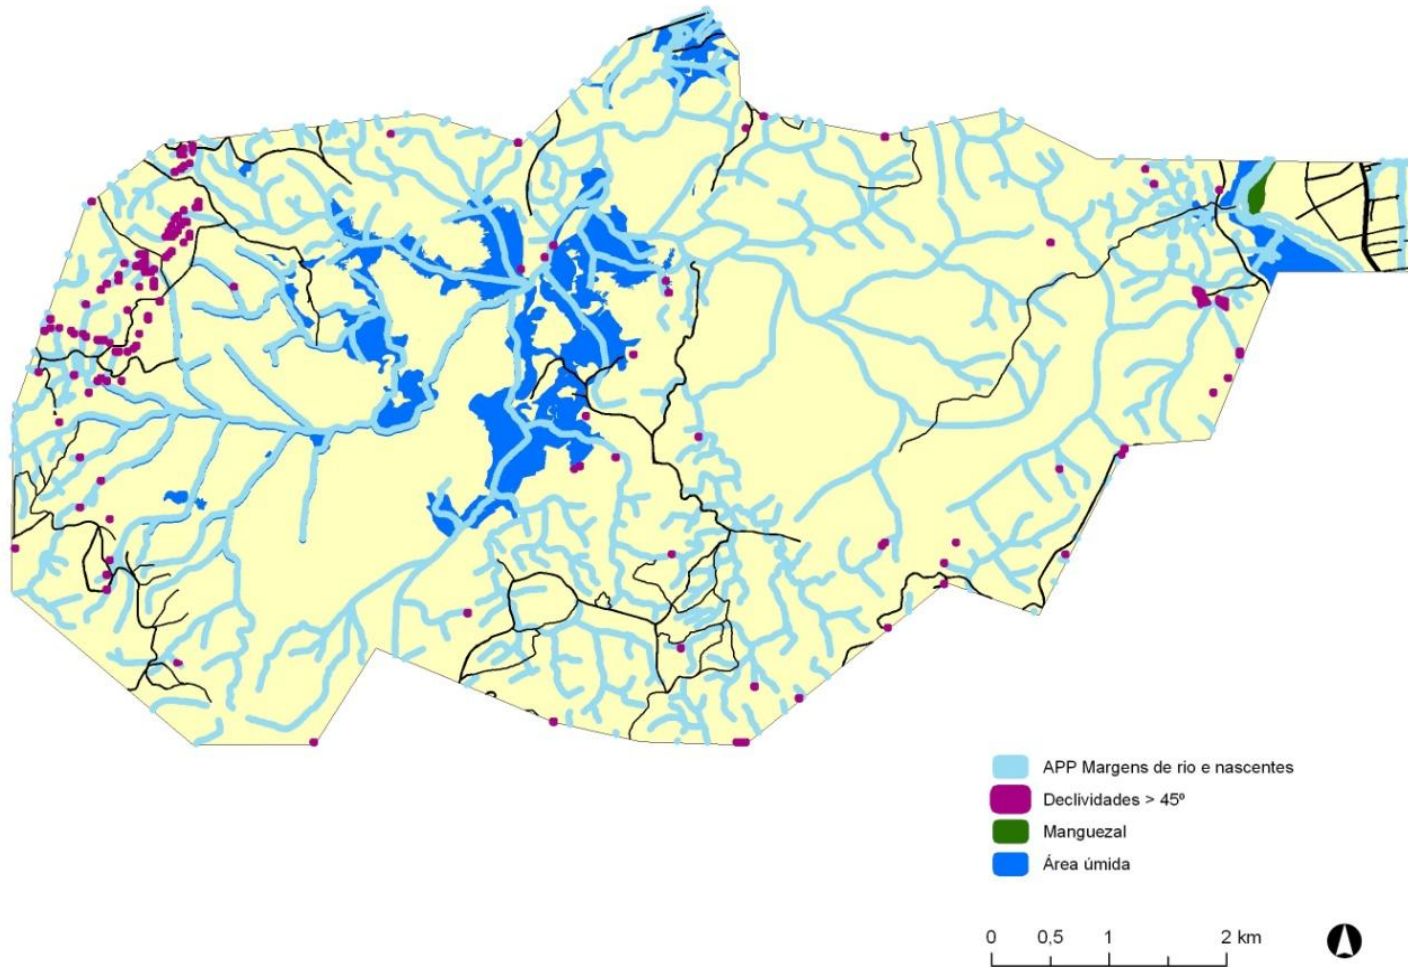 APP Margens de rio e nascentes
Declividades > 45º
Manguezal
Área úmida
0 0,5 1 2 km